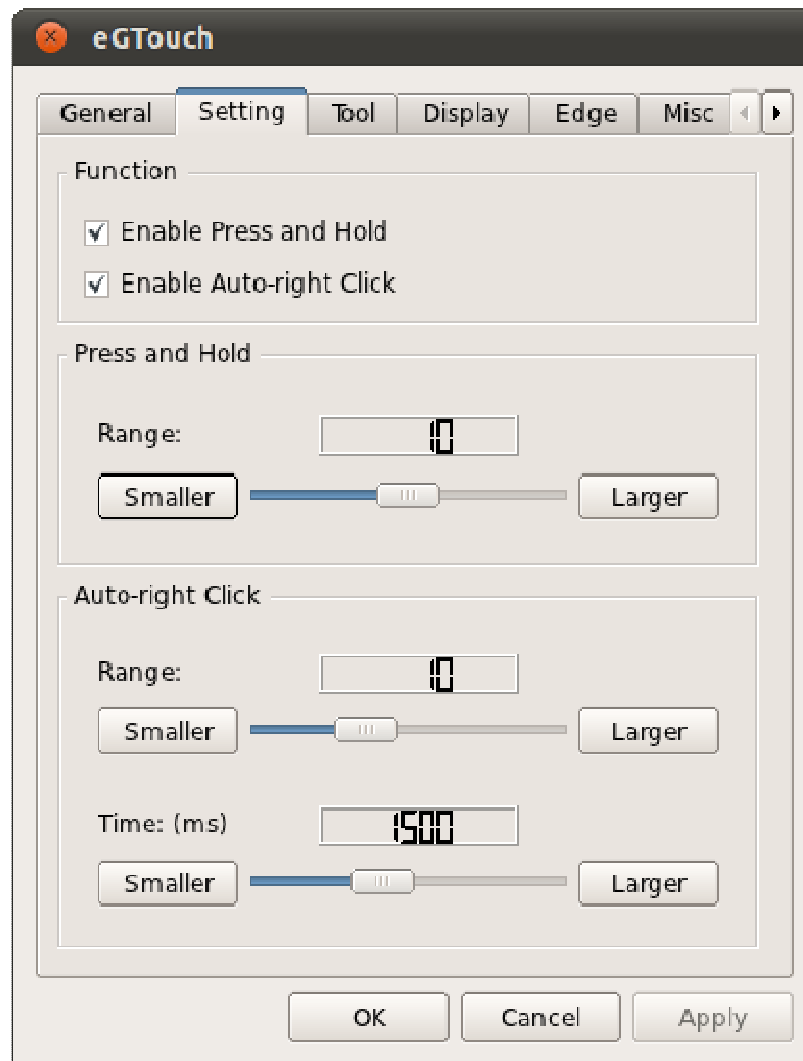 eGTouch
General Setting Tool Display Edge Misc
Function
Enable Press and Hold
Enable Auto-right Click
Press and Hold
Range: 10
Smaller Larger
Auto-right Click
Range: 10
Smaller Larger
Time: (ms) 1500
Smaller Larger
OK Cancel Apply